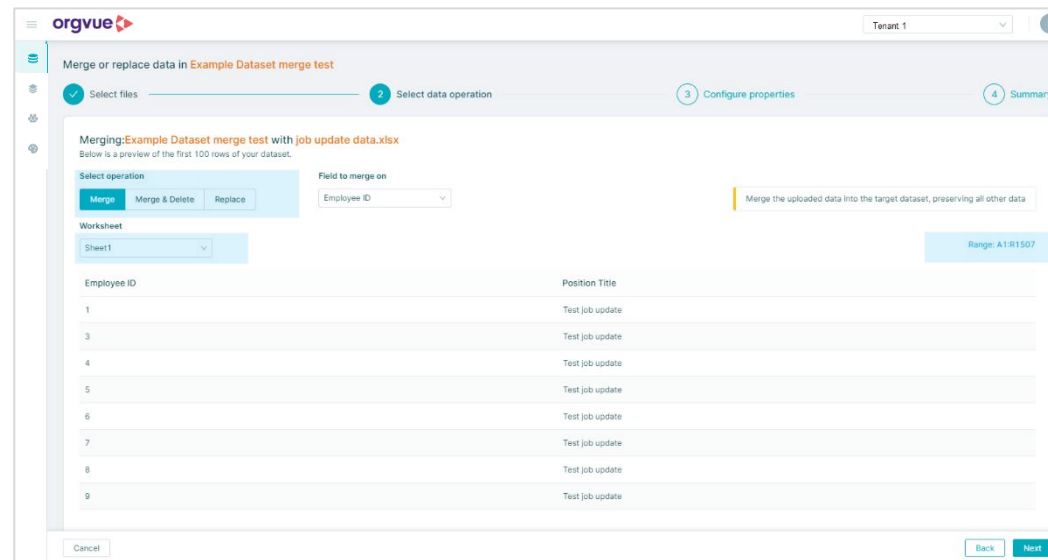 orgvue
Tenant 1
Merge or replace data in Example Dataset merge test
Select files
2 Select data operation
3 Configure properties
4 Summary
Merging:Example Dataset merge test with job update data.xlsx
Below is a preview of the first 100 rows of your dataset.
Select operation
Field to merge on
Merge Merge & Delete Replace
Employee ID
Merge the uploaded data into the target dataset, preserving all other data
Worksheet
Sheet1
Range: A1:R1507
Employee ID Position Title
1 Test job update
3 Test job update
4 Test job update
5 Test job update
6 Test job update
7 Test job update
8 Test job update
9 Test job update
Cancel Back Next